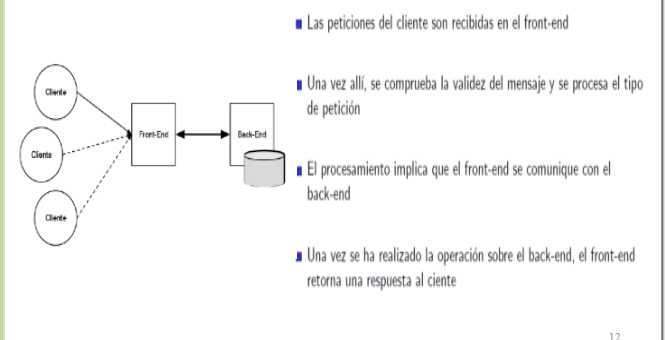 Las peticiones del cliente son recibidas en el front-end
Una vez allí, se comprueba la validez del mensaje y se procesa el tipo
de petición
El procesamiento implica que el front-end se comunique con el
back-end
Una vez se ha realizado la operación sobre el back-end, el front-end
retorna una respuesta al ciente
Cliente
Cliente
Cliente
Front-End
Back-End
12